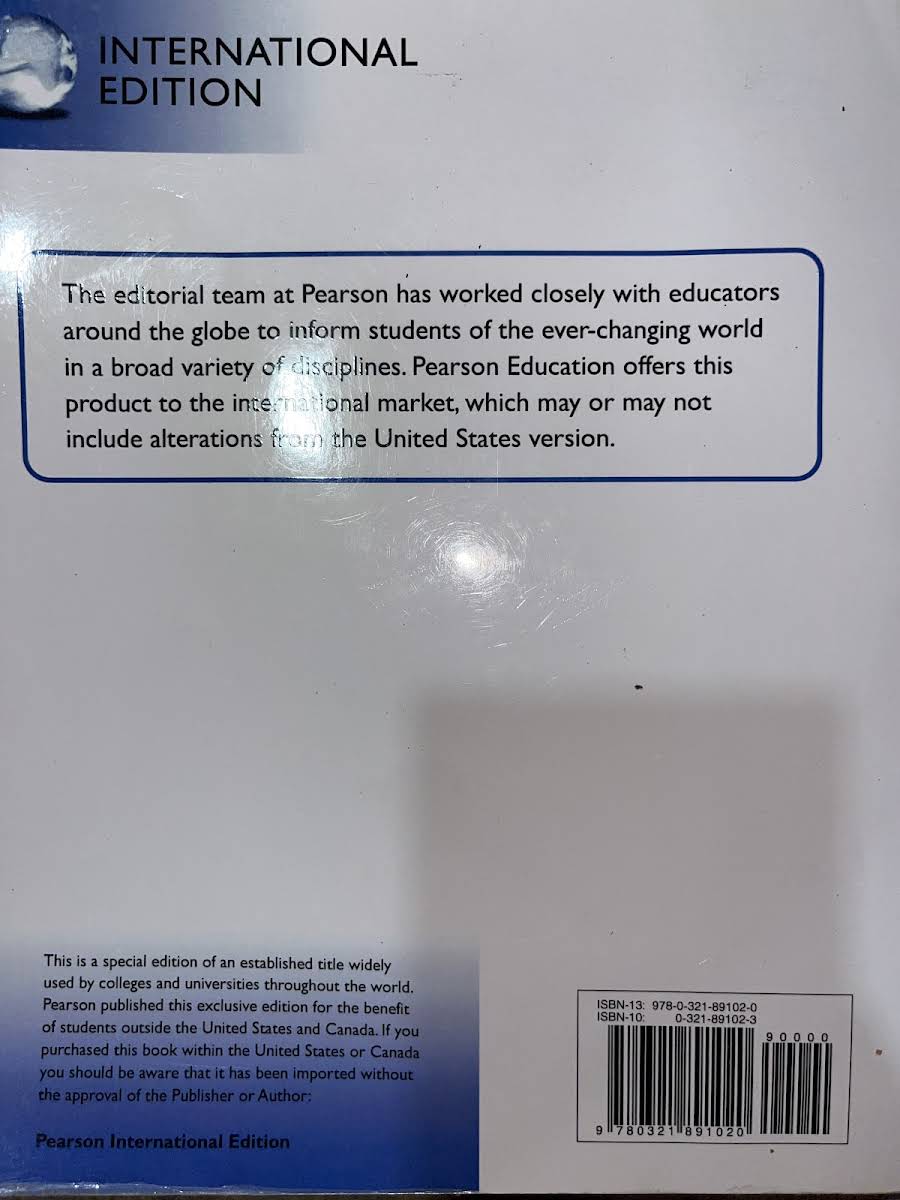 INTERNATIONAL
EDITION
The editorial team at Pearson has worked closely with educators
around the globe to inform students of the ever-changing world
in a broad variety of disciplines. Pearson Education offers this
product to the international market, which may or may not
include alterations from the United States version.
This is a special edition of an established title widely
used by colleges and universities throughout the world.
Pearson published this exclusive edition for the benefit
of students outside the United States and Canada. If you
purchased this book within the United States or Canada
you should be aware that it has been imported without
the approval of the Publisher or Author:
Pearson International Edition
ISBN-13: 978-0-321-89102-0
ISBN-10: 0-321-89102-3
90000
9 780321 891020